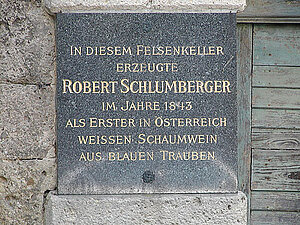 IN DIESEM FELSENKELLER
ERZEUGTE
ROBERT SCHLUMBERGER
IM JAHRE 1843
ALS ERSTER IN ÖSTERREICH
WEISSEN SCHAUMWEIN
AUS BLAUEN TRAUBEN